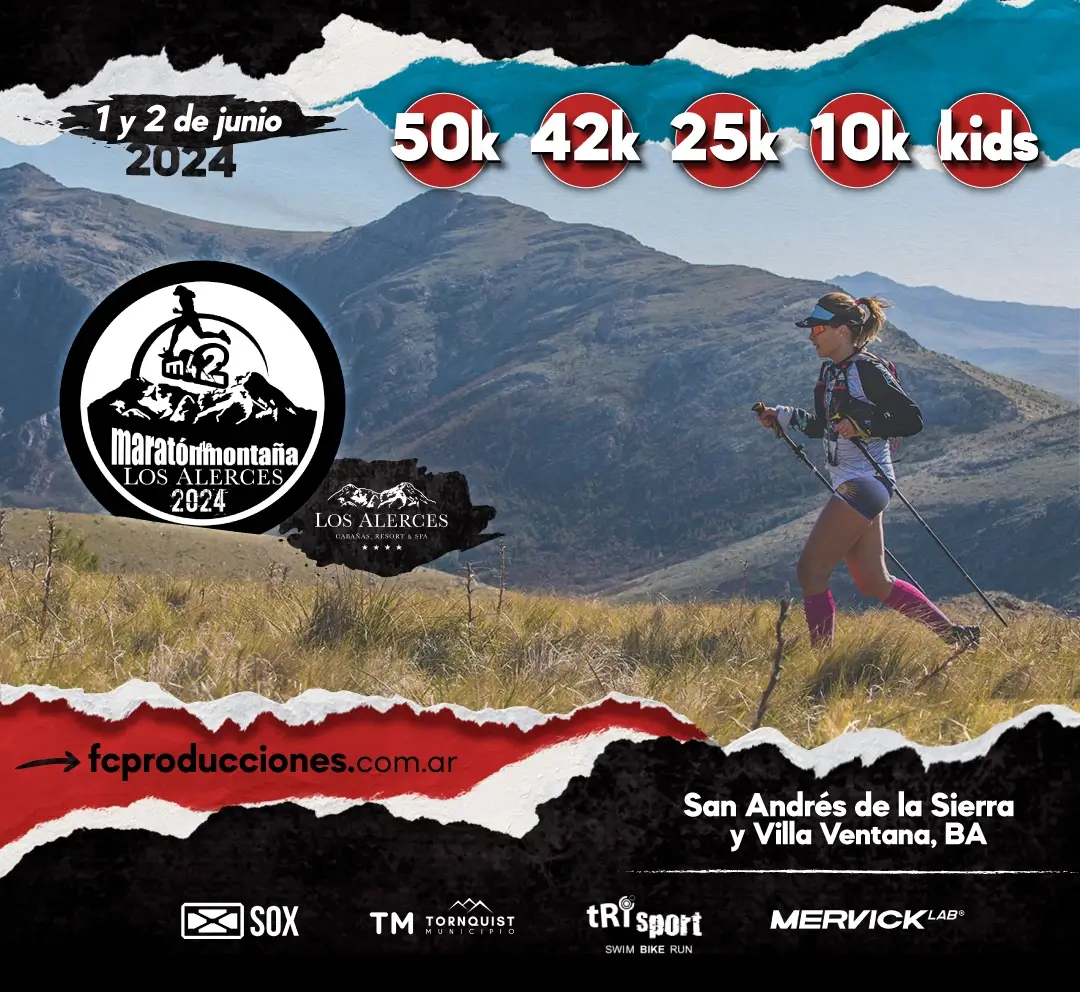 1 y 2 de junio
2024
50k 42k 25k 10k kids
m42
maratón de montaña
LOS ALERCES
2024
LOS ALERCES
CABAÑAS, RESORT & SPA
fcproducciones.com.ar
San Andrés de la Sierra
y Villa Ventana, BA
SOX
TM TORNQUIST
MUNICIPIO
tRI sport
SWIM BIKE RUN
MERVICK LAB®